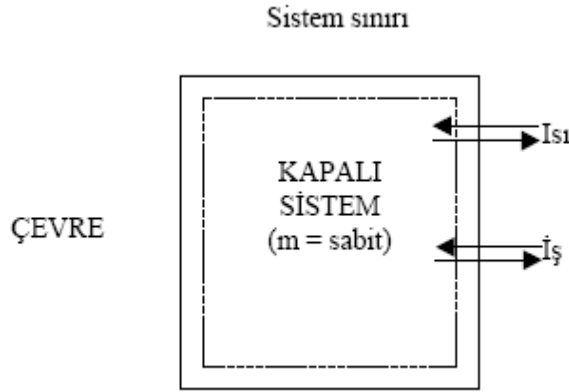 Sistem sınırı
Isı
KAPALI
SİSTEM
(m = sabit)
ÇEVRE
İş